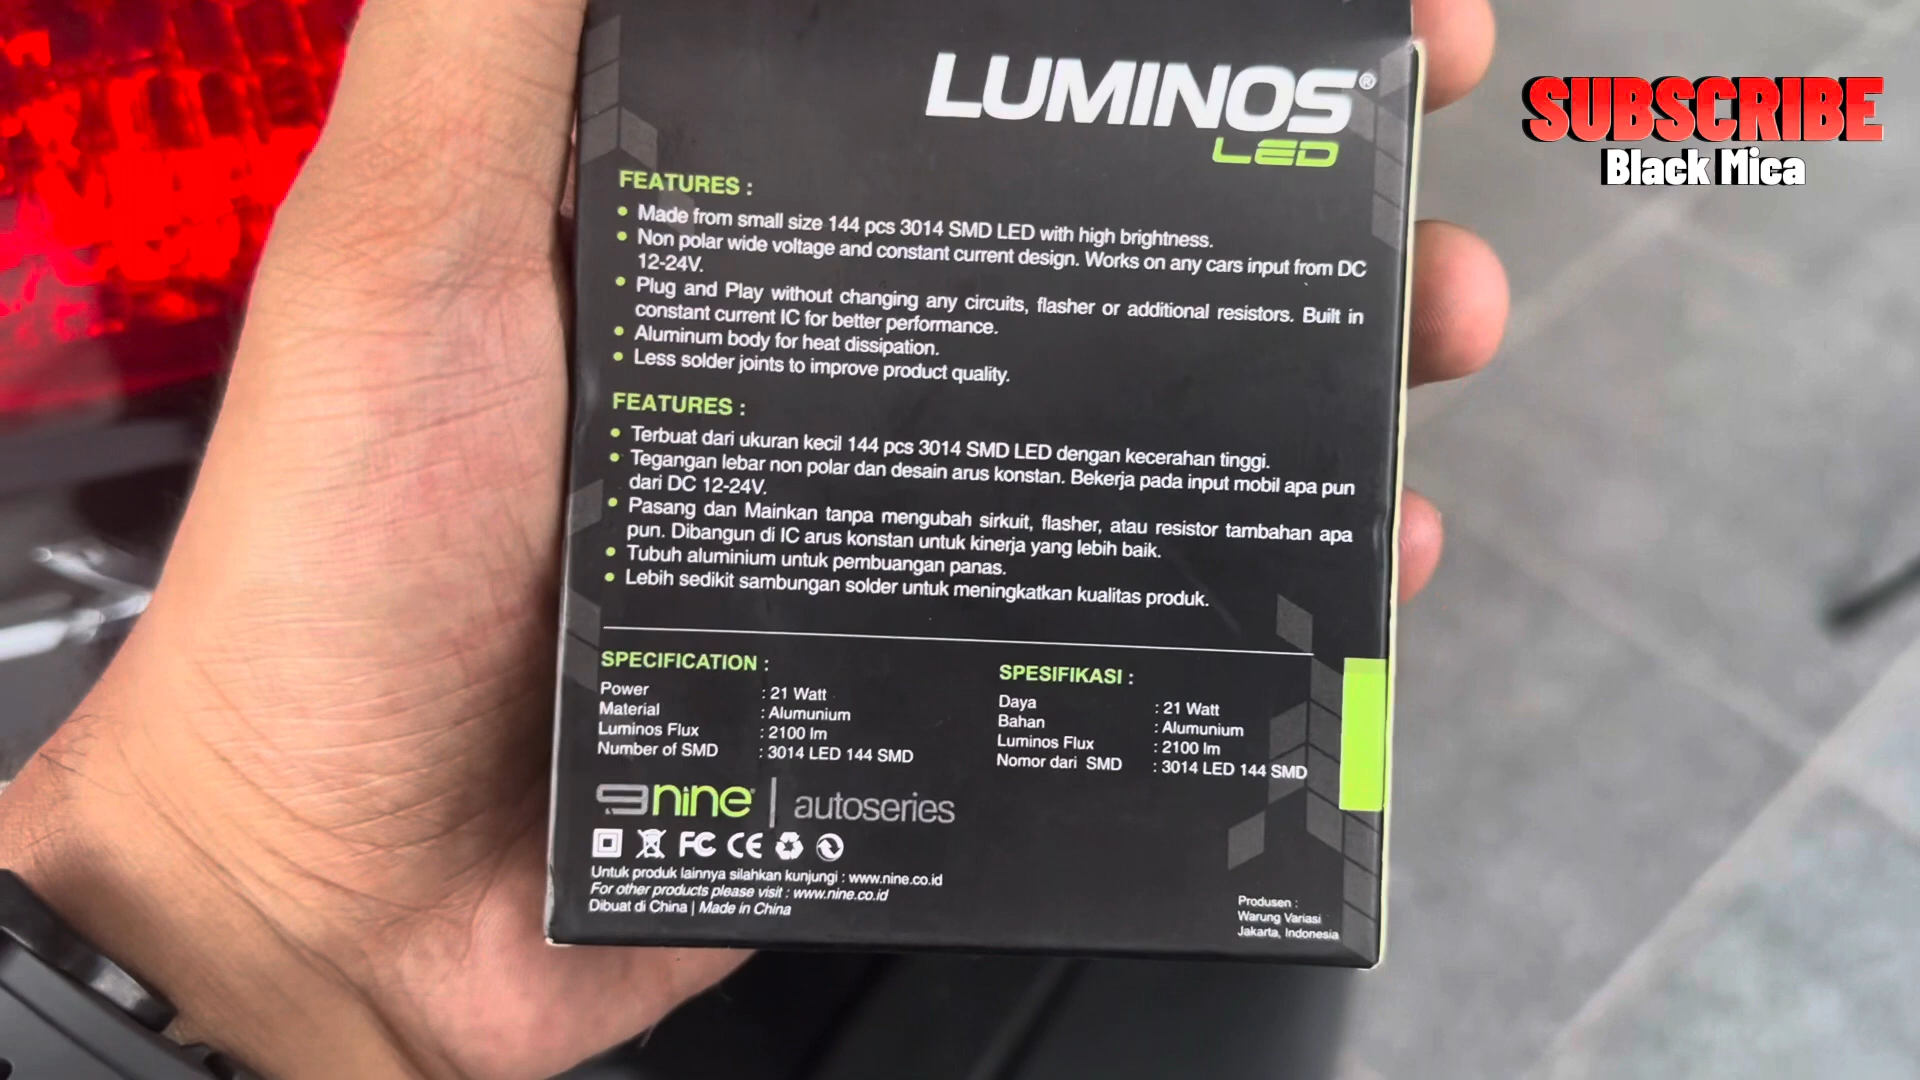 LUMINOS®
LED
SUBSCRIBE
Black Mica
FEATURES :
• Made from small size 144 pcs 3014 SMD LED with high brightness.
• Non polar wide voltage and constant current design. Works on any cars input from DC
12-24V.
• Plug and Play without changing any circuits, flasher or additional resistors. Built in
constant current IC for better performance.
• Aluminum body for heat dissipation.
• Less solder joints to improve product quality.
FEATURES :
• Terbuat dari ukuran kecil 144 pcs 3014 SMD LED dengan kecerahan tinggi.
• Tegangan lebar non polar dan desain arus konstan. Bekerja pada input mobil apa pun
dari DC 12-24V.
• Pasang dan Mainkan tanpa mengubah sirkuit, flasher, atau resistor tambahan apa
pun. Dibangun di IC arus konstan untuk kinerja yang lebih baik.
• Tubuh aluminium untuk pembuangan panas.
• Lebih sedikit sambungan solder untuk meningkatkan kualitas produk.
SPECIFICATION :
Power : 21 Watt
Material : Alumunium
Luminos Flux : 2100 lm
Number of SMD : 3014 LED 144 SMD
SPESIFIKASI :
Daya : 21 Watt
Bahan : Alumunium
Luminos Flux : 2100 lm
Nomor dari SMD : 3014 LED 144 SMD
nine | autoseries
FC CE
Untuk produk lainnya silahkan kunjungi : www.nine.co.id
For other products please visit : www.nine.co.id
Dibuat di China | Made in China
Produsen :
Warung Variasi
Jakarta, Indonesia